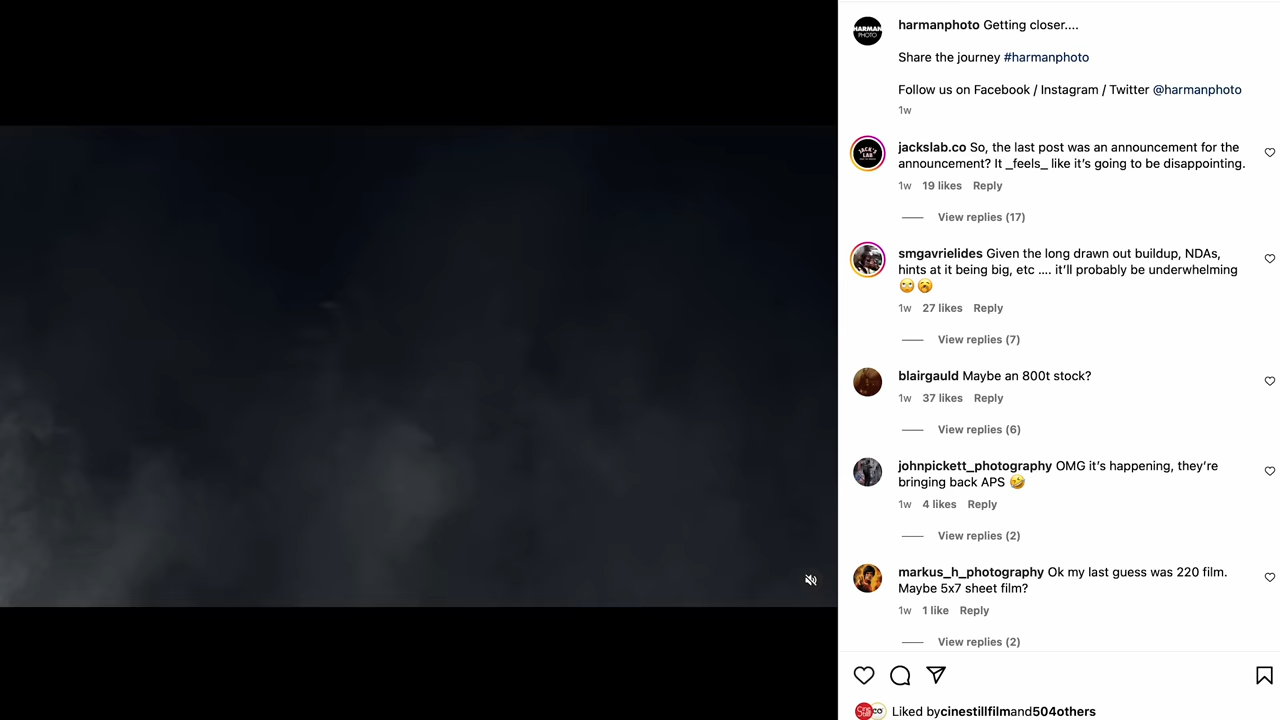 HARMAN
PHOTO
harmanphoto Getting closer....
Share the journey #harmanphoto
Follow us on Facebook / Instagram / Twitter @harmanphoto
1w
JACK'S
LAB
jackslab.co So, the last post was an announcement for the
announcement? It _feels_ like it's going to be disappointing.
1w 19 likes Reply
View replies (17)
smgavrielides Given the long drawn out buildup, NDAs,
hints at it being big, etc .... it'll probably be underwhelming
🙄🥱
1w 27 likes Reply
View replies (7)
blairgauld Maybe an 800t stock?
1w 37 likes Reply
View replies (6)
johnpickett_photography OMG it's happening, they're
bringing back APS 🤣
1w 4 likes Reply
View replies (2)
markus_h_photography Ok my last guess was 220 film.
Maybe 5x7 sheet film?
1w 1 like Reply
View replies (2)
Liked by cinestillfilm and 504 others